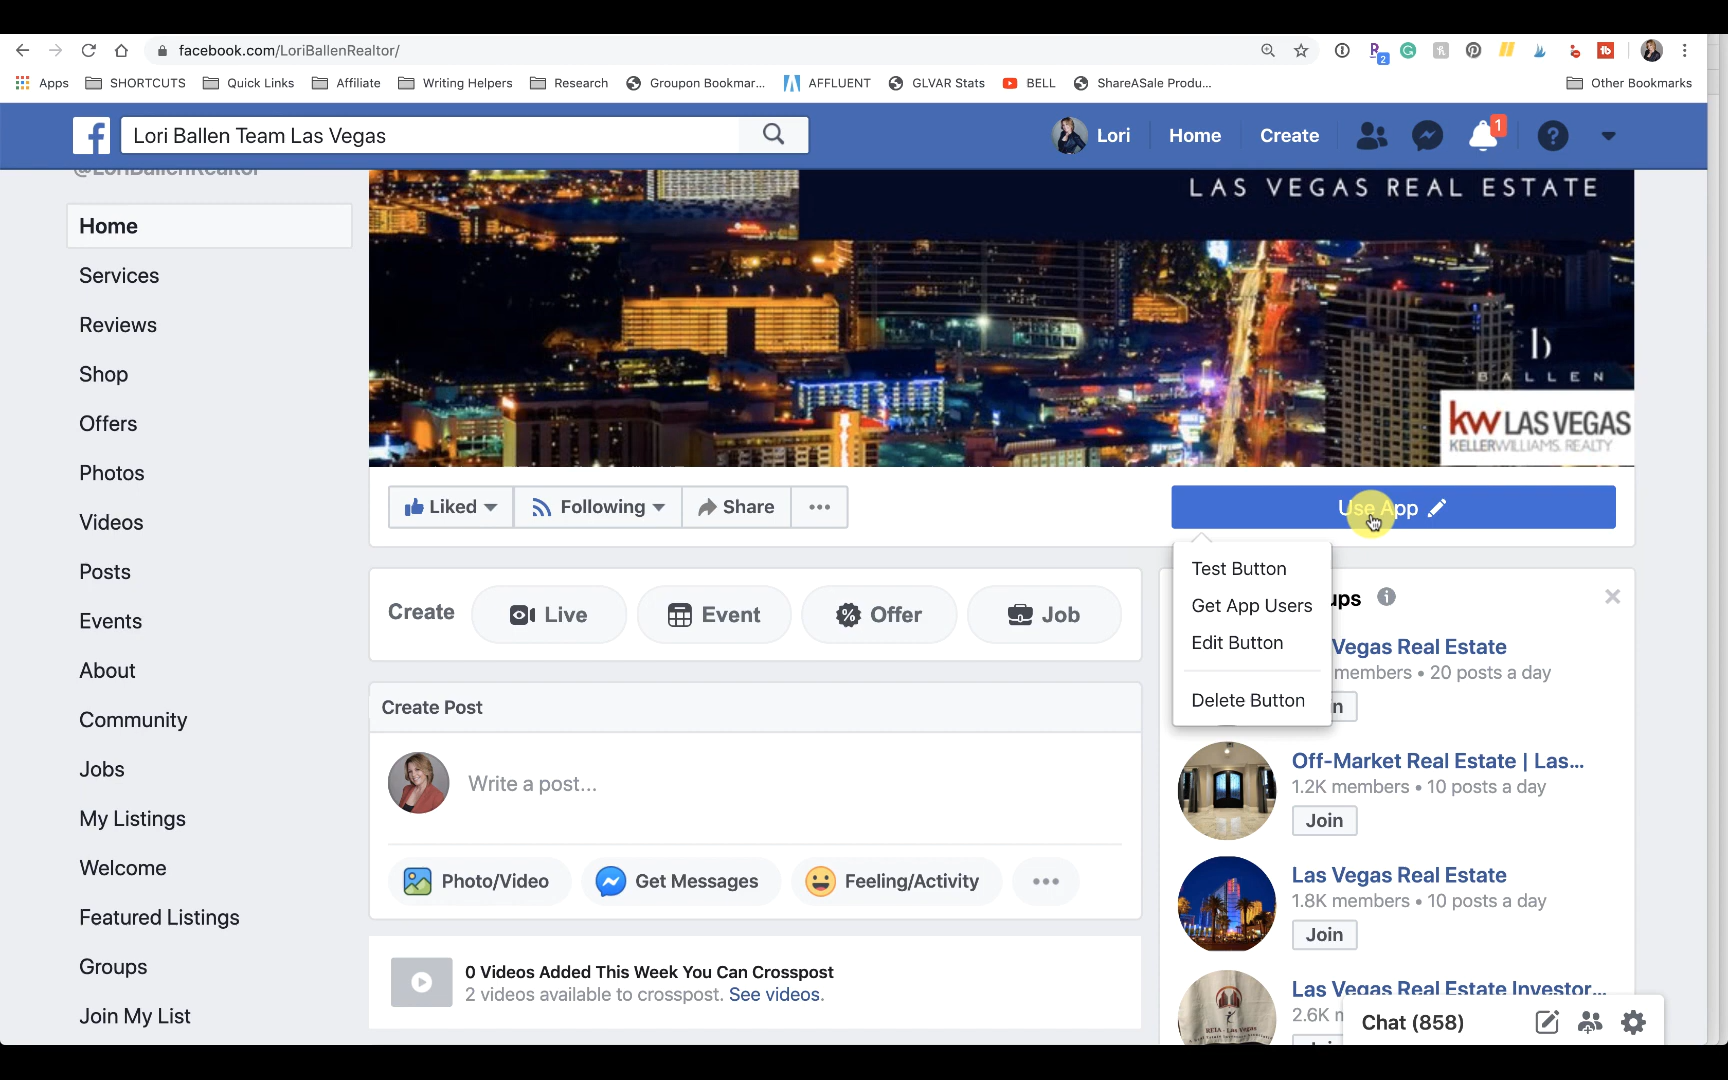 facebook.com/LoriBallenRealtor/
2
Apps
SHORTCUTS
Quick Links
Affiliate
Writing Helpers
Research
Groupon Bookmar...
AFFLUENT
GLVAR Stats
BELL
ShareASale Produ...
Other Bookmarks
Lori Ballen Team Las Vegas
Lori
Home
Create
1
@LoriBallenRealtor
Home
Services
Reviews
Shop
Offers
Photos
Videos
Posts
Events
About
Community
Jobs
My Listings
Welcome
Featured Listings
Groups
Join My List
LAS VEGAS REAL ESTATE
b
BALLEN
kw LAS VEGAS
KELLERWILLIAMS. REALTY
Liked
Following
Share
Use App
Test Button
Get App Users
Edit Button
Delete Button
Create
Live
Event
Offer
Job
Create Post
Write a post...
Photo/Video
Get Messages
Feeling/Activity
0 Videos Added This Week You Can Crosspost
2 videos available to crosspost. See videos.
Vegas Real Estate
members • 20 posts a day
Off-Market Real Estate | Las...
1.2K members • 10 posts a day
Join
Las Vegas Real Estate
1.8K members • 10 posts a day
Join
Las Vegas Real Estate Investor...
2.6K
Chat (858)